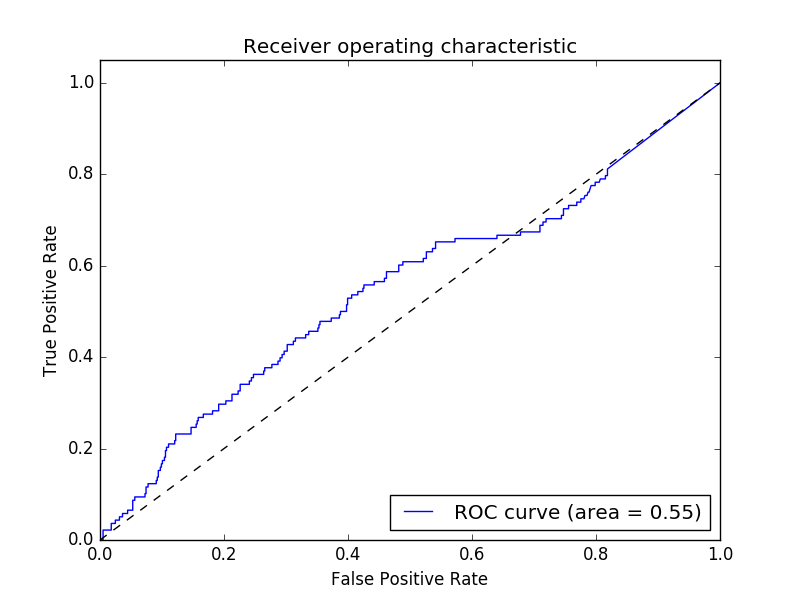 Receiver operating characteristic
1.0
0.8
0.6
0.4
0.2
0.0
True Positive Rate
ROC curve (area = 0.55)
0.0 0.2 0.4 0.6 0.8 1.0
False Positive Rate